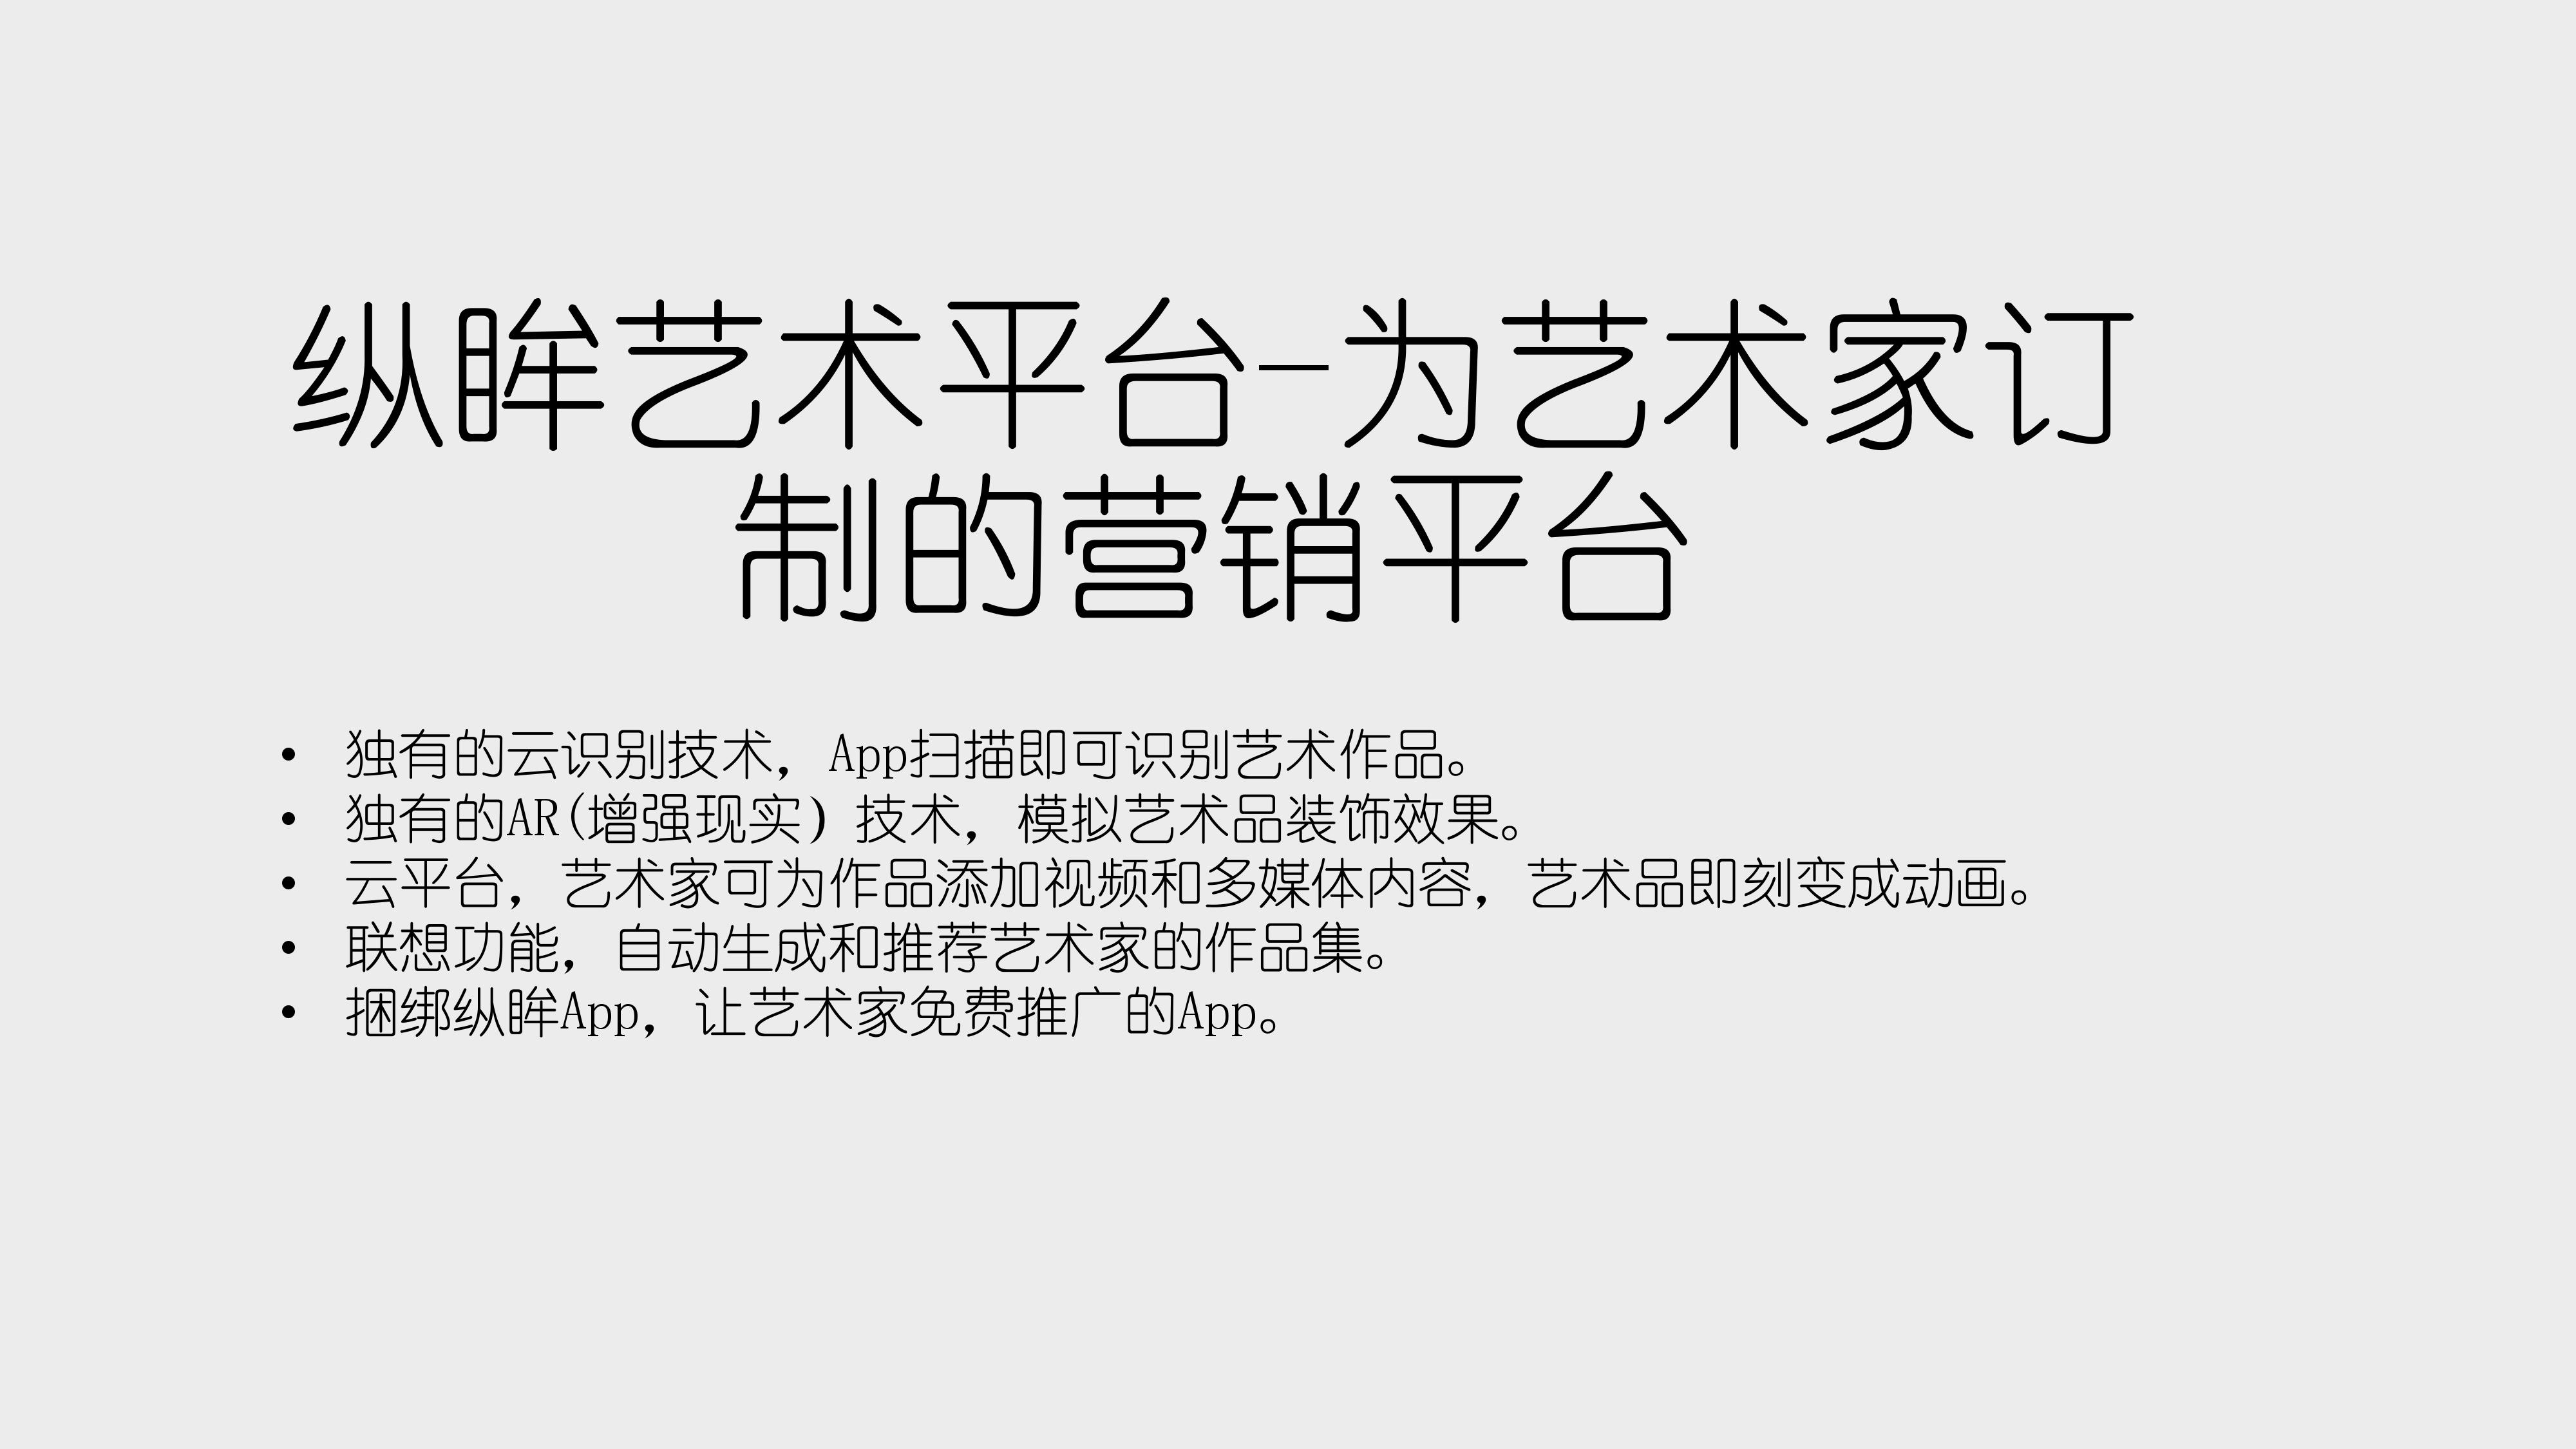 纵眸艺术平台-为艺术家订
制的营销平台
• 独有的云识别技术，App扫描即可识别艺术作品。
• 独有的AR(增强现实）技术，模拟艺术品装饰效果。
• 云平台，艺术家可为作品添加视频和多媒体内容，艺术品即刻变成动画。
• 联想功能，自动生成和推荐艺术家的作品集。
• 捆绑纵眸App，让艺术家免费推广的App。